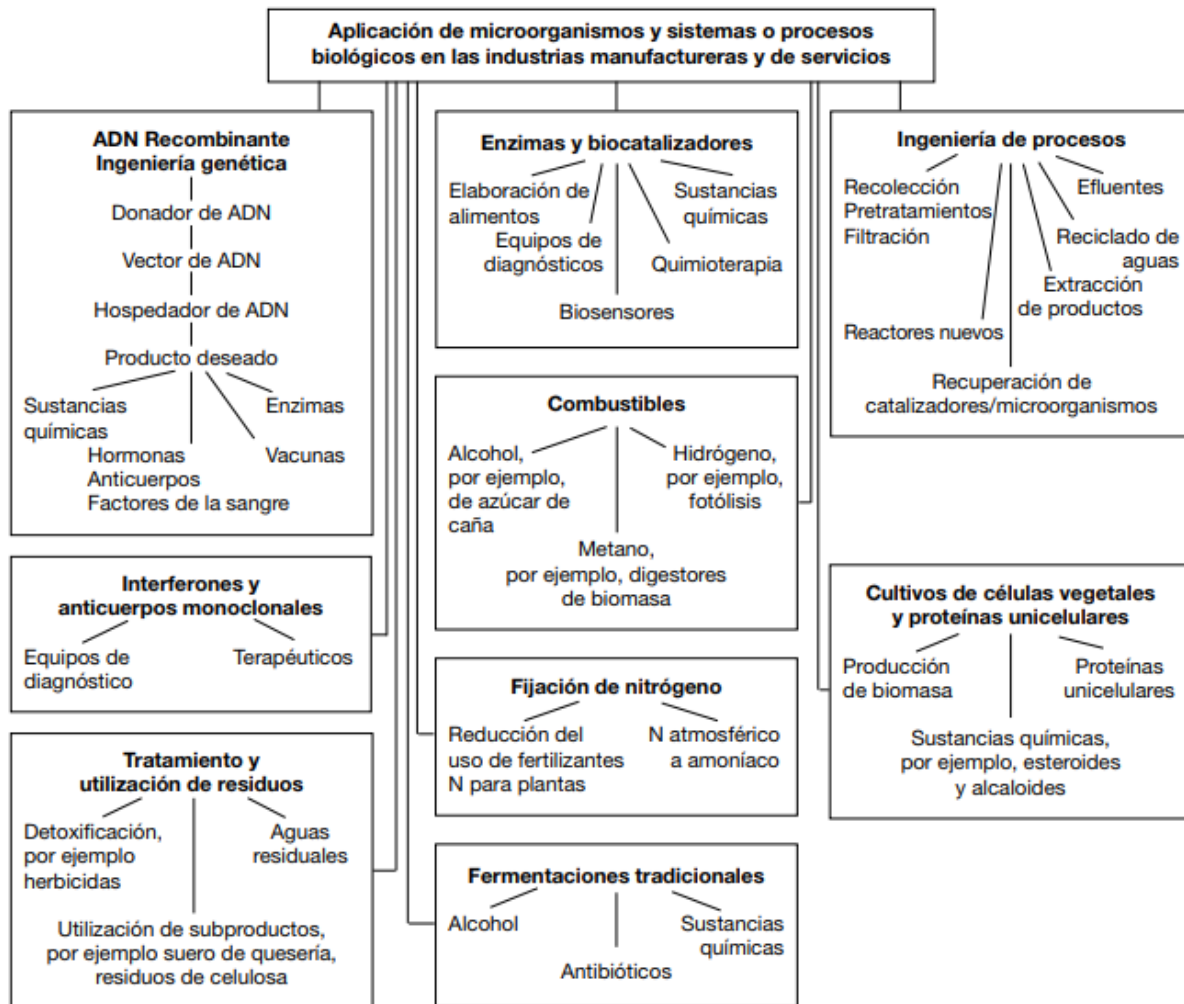 Aplicación de microorganismos y sistemas o procesos
biológicos en las industrias manufactureras y de servicios
ADN Recombinante
Ingeniería genética
Donador de ADN
Vector de ADN
Hospedador de ADN
Producto deseado
Sustancias
químicas
Enzimas
Hormonas
Anticuerpos
Factores de la sangre
Vacunas
Interferones y
anticuerpos monoclonales
Equipos de
diagnóstico
Terapéuticos
Tratamiento y
utilización de residuos
Detoxificación,
por ejemplo
herbicidas
Aguas
residuales
Utilización de subproductos,
por ejemplo suero de quesería,
residuos de celulosa
Enzimas y biocatalizadores
Elaboración de
alimentos
Sustancias
químicas
Equipos de
diagnósticos
Quimioterapia
Biosensores
Combustibles
Alcohol,
por ejemplo,
de azúcar de
caña
Hidrógeno,
por ejemplo,
fotólisis
Metano,
por ejemplo, digestores
de biomasa
Fijación de nitrógeno
Reducción del
uso de fertilizantes
N para plantas
N atmosférico
a amoníaco
Fermentaciones tradicionales
Alcohol
Sustancias
químicas
Antibióticos
Ingeniería de procesos
Recolección
Pretratamientos
Filtración
Efluentes
Reciclado de
aguas
Extracción
de productos
Reactores nuevos
Recuperación de
catalizadores/microorganismos
Cultivos de células vegetales
y proteínas unicelulares
Producción
de biomasa
Proteínas
unicelulares
Sustancias químicas,
por ejemplo, esteroides
y alcaloides